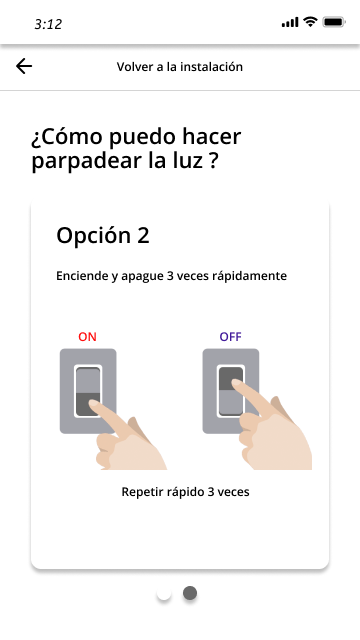 3:12
Volver a la instalación
¿Cómo puedo hacer
parpadear la luz ?
Opción 2
Enciende y apague 3 veces rápidamente
ON OFF
Repetir rápido 3 veces